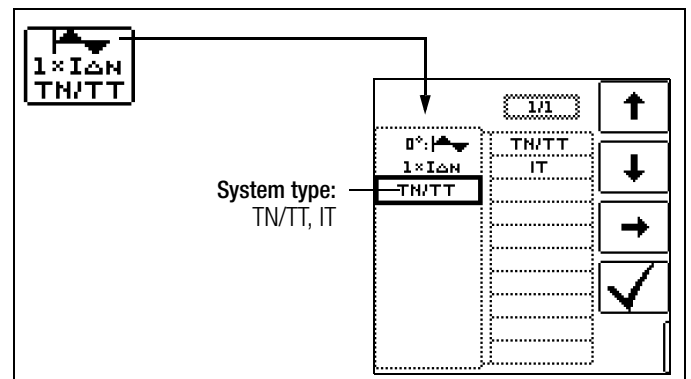 1×IΔN
TN/TT
1/1
0°:
TN/TT
1×IΔN
IT
TN/TT
System type:
TN/TT, IT